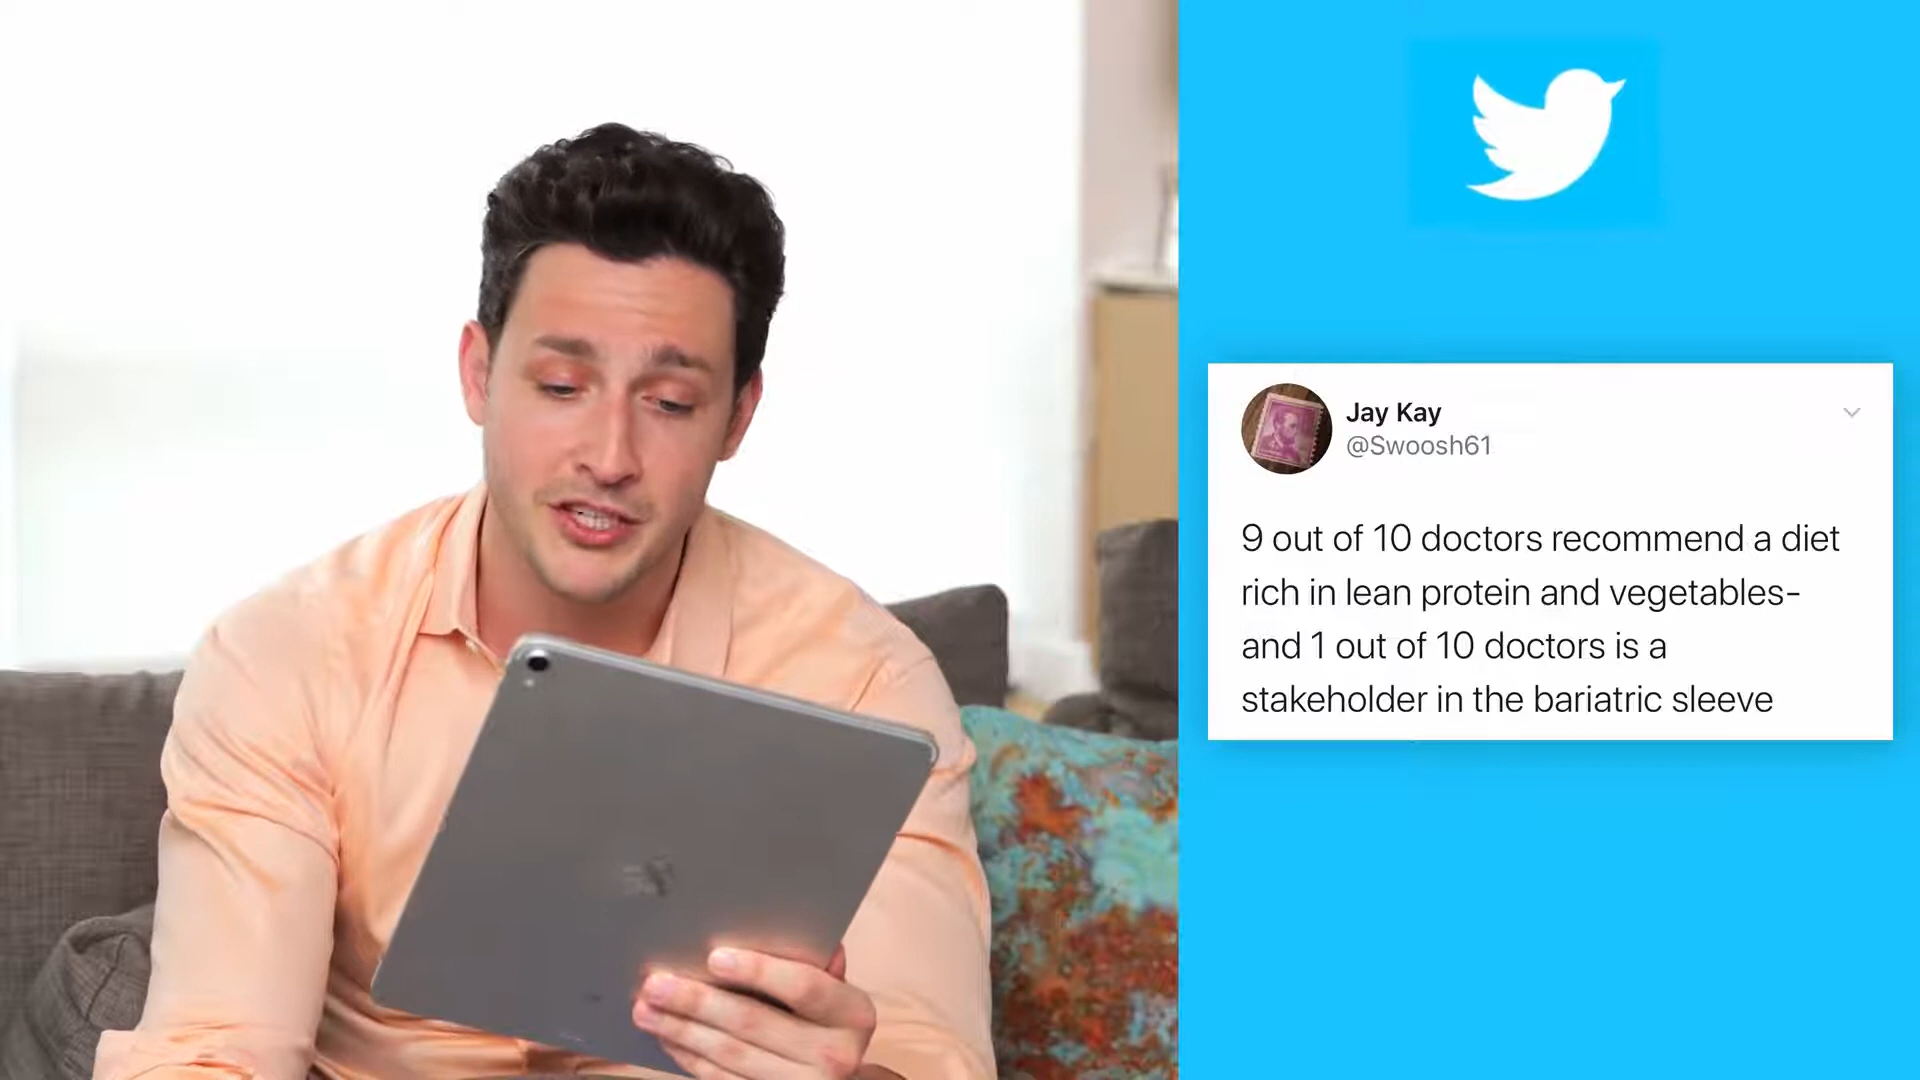 Jay Kay
@Swoosh61
9 out of 10 doctors recommend a diet
rich in lean protein and vegetables-
and 1 out of 10 doctors is a
stakeholder in the bariatric sleeve